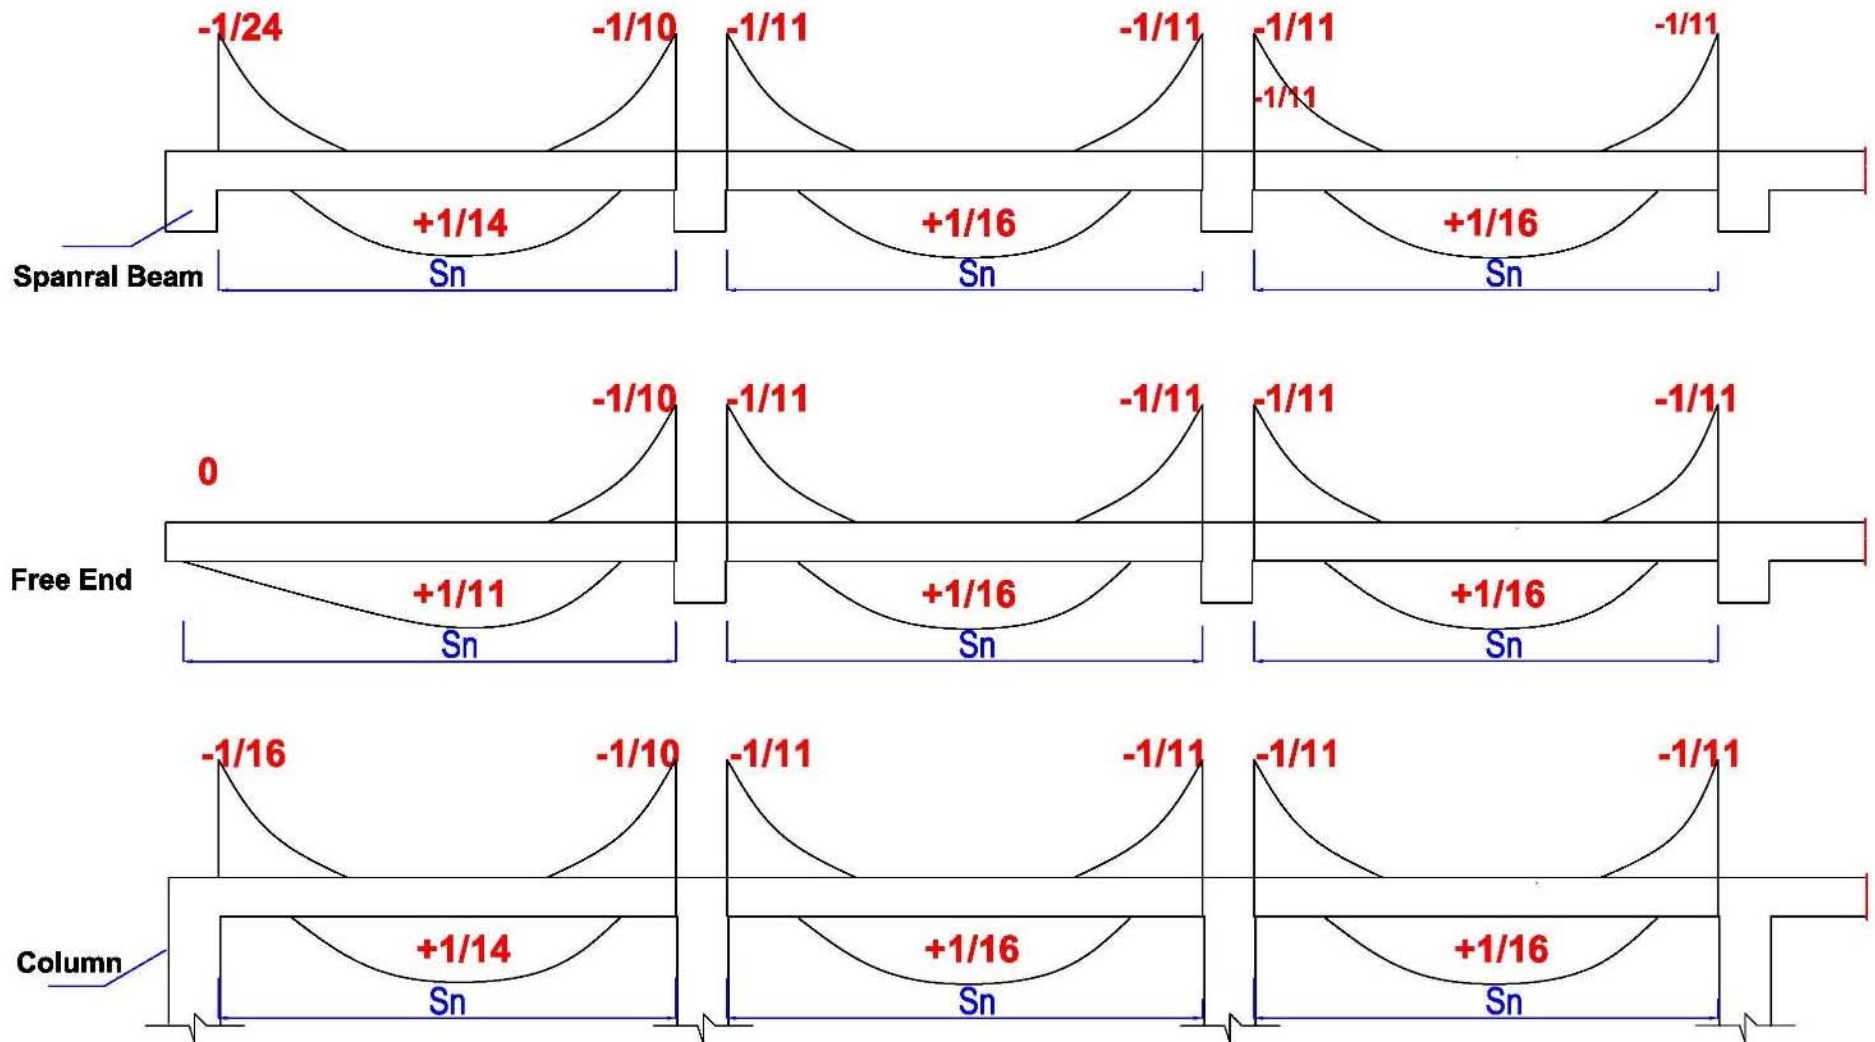 -1/24 -1/10 -1/11 -1/11 -1/11 -1/11
-1/11
+1/14 +1/16 +1/16
Spanral Beam Sn Sn Sn
-1/10 -1/11 -1/11 -1/11 -1/11
0
Free End +1/11 +1/16 +1/16
Sn Sn Sn
-1/16 -1/10 -1/11 -1/11 -1/11 -1/11
Column +1/14 +1/16 +1/16
Sn Sn Sn